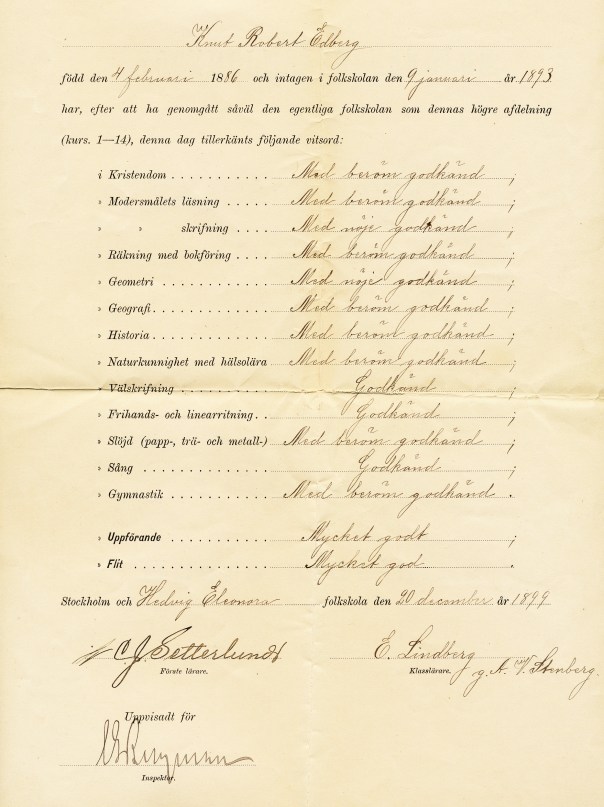 Knut Robert Edberg
född den 4 februari 1886 och intagen i folkskolan den 9 januari år 1893
har, efter att ha genomgått såväl den egentliga folkskolan som dennas högre afdelning
(kurs. 1—14), denna dag tillerkänts följande vitsord:
i Kristendom . . . . . . . . . . . Med beröm godkänd ;
» Modersmålets läsning . . . . . Med beröm godkänd ;
» » skrifning . . . . Med nöje godkänd ;
» Räkning med bokföring . . . . Med beröm godkänd ;
» Geometri . . . . . . . . . . . . Med nöje godkänd ;
» Geografi . . . . . . . . . . . . Med beröm godkänd ;
» Historia . . . . . . . . . . . . Med beröm godkänd ;
» Naturkunnighet med hälsolära Med beröm godkänd ;
» Välskrifning . . . . . . . . . . Godkänd ;
» Frihands- och linearritning . . Godkänd ;
» Slöjd (papp-, trä- och metall-) Med beröm godkänd ;
» Sång . . . . . . . . . . . . . Godkänd ;
» Gymnastik . . . . . . . . . . . Med beröm godkänd .
» Uppförande . . . . . . . . . . . Mycket godt ;
» Flit . . . . . . . . . . . . . . Mycket god .
Stockholm och Hedvig Eleonora folkskola den 20 december år 1899
C J. Setterlundt E. Lindberg
Förste lärare. Klasslärare. g. A. V. Stenberg.
Uppvisadt för
Bergman
Inspektor.